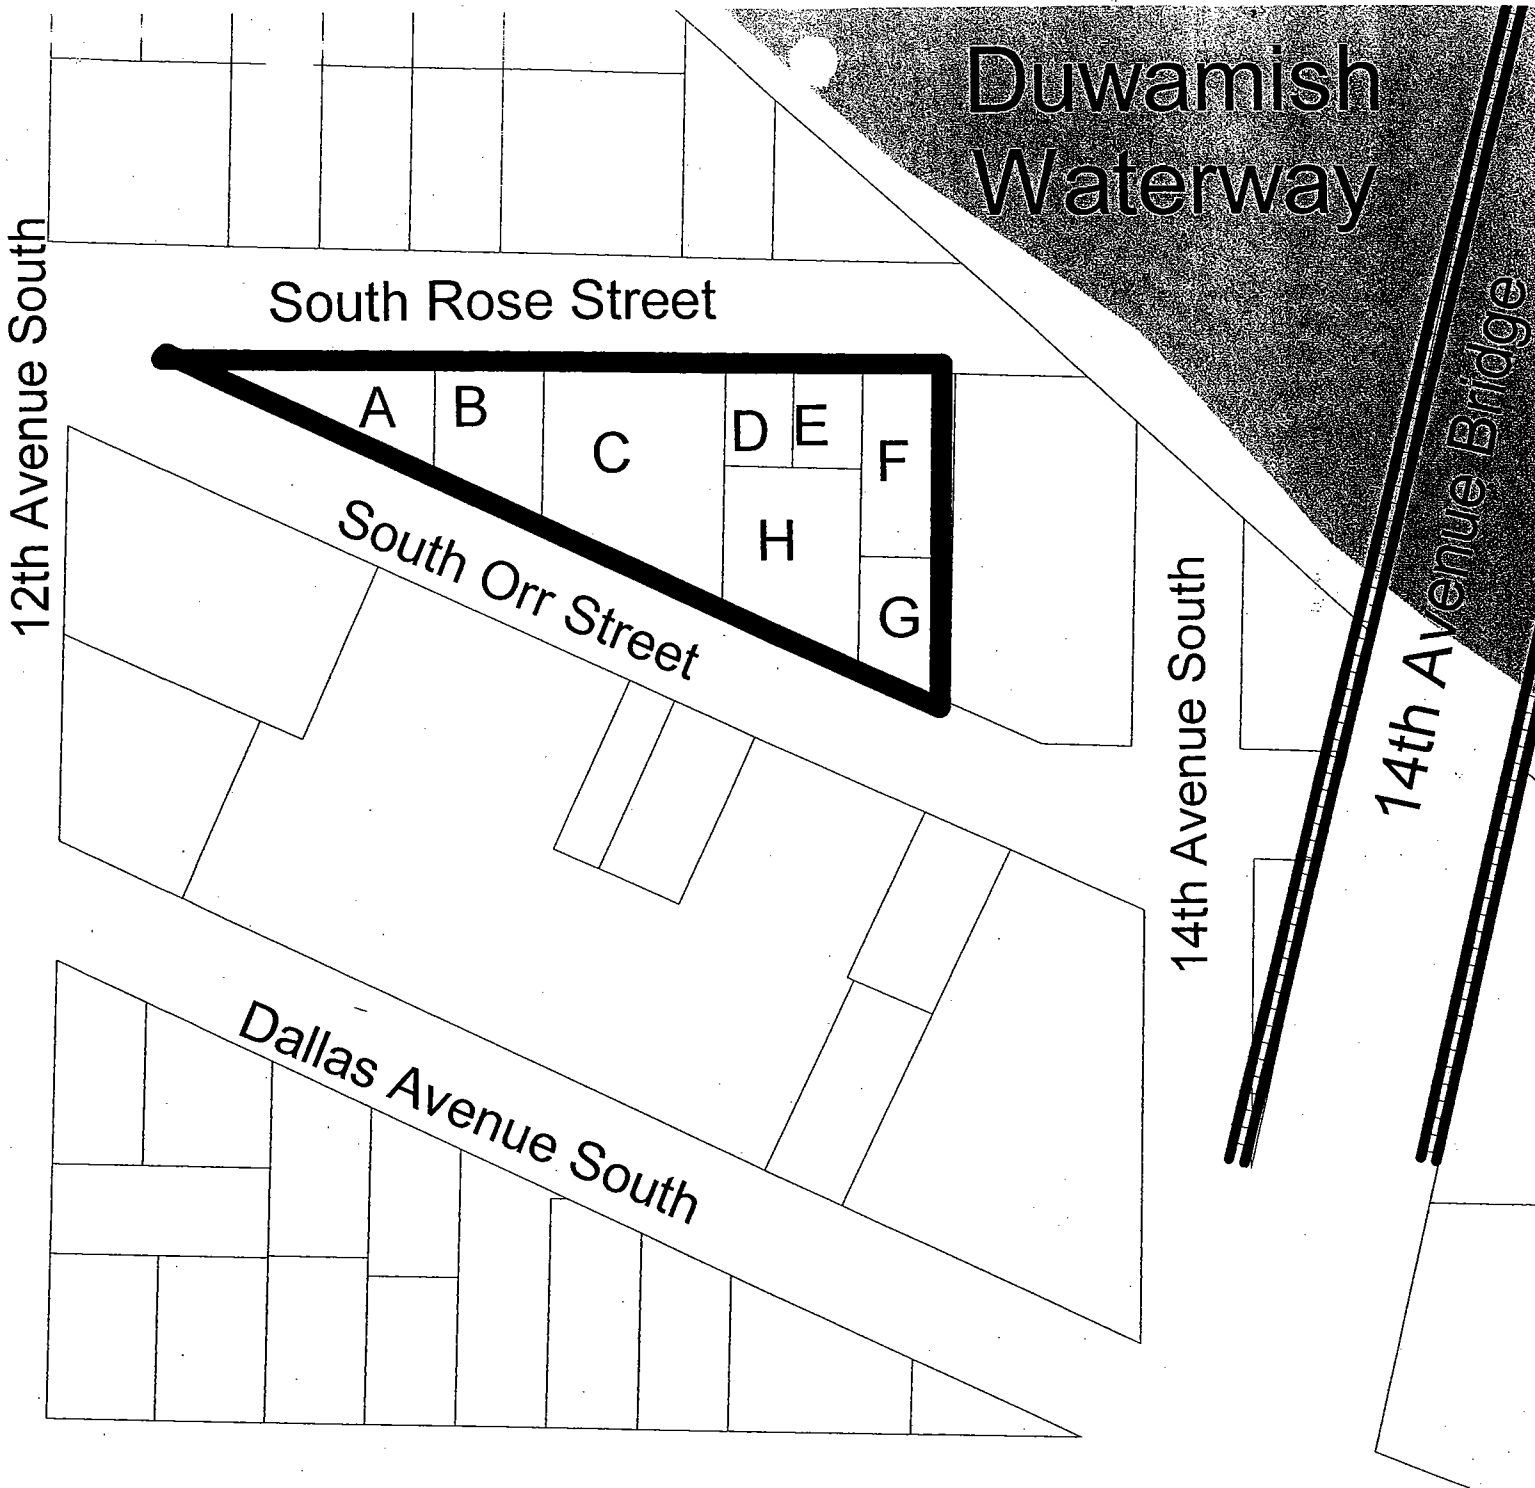 Duwamish
Waterway
12th Avenue South
South Rose Street
14th Avenue Bridge
A
B
C
D
E
F
H
G
South Orr Street
14th Avenue South
Dallas Avenue South